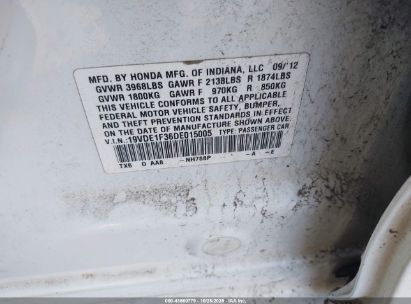 MFD. BY HONDA MFG. OF INDIANA, LLC 09/'12
GVWR 3968LBS GAWR F 2138LBS R 1874LBS
GVWR 1800KG GAWR F 970KG R 850KG
THIS VEHICLE CONFORMS TO ALL APPLICABLE
FEDERAL MOTOR VEHICLE SAFETY, BUMPER,
AND THEFT PREVENTION STANDARDS IN EFFECT
ON THE DATE OF MANUFACTURE SHOWN ABOVE.
V.I.N.: 19VDE1F36DE015005 TYPE: PASSENGER CAR
TX6 D AA6 -NH788P -A -E